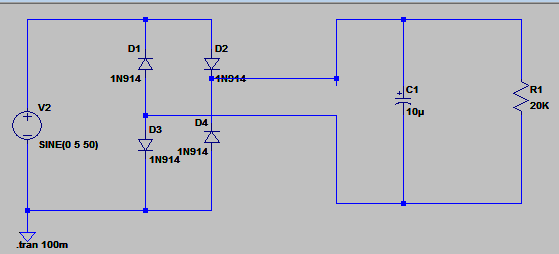 D1
D2
1N914
1N914
V2
SINE(0 5 50)
D3
D4
1N914
1N914
C1
10µ
R1
20K
.tran 100m